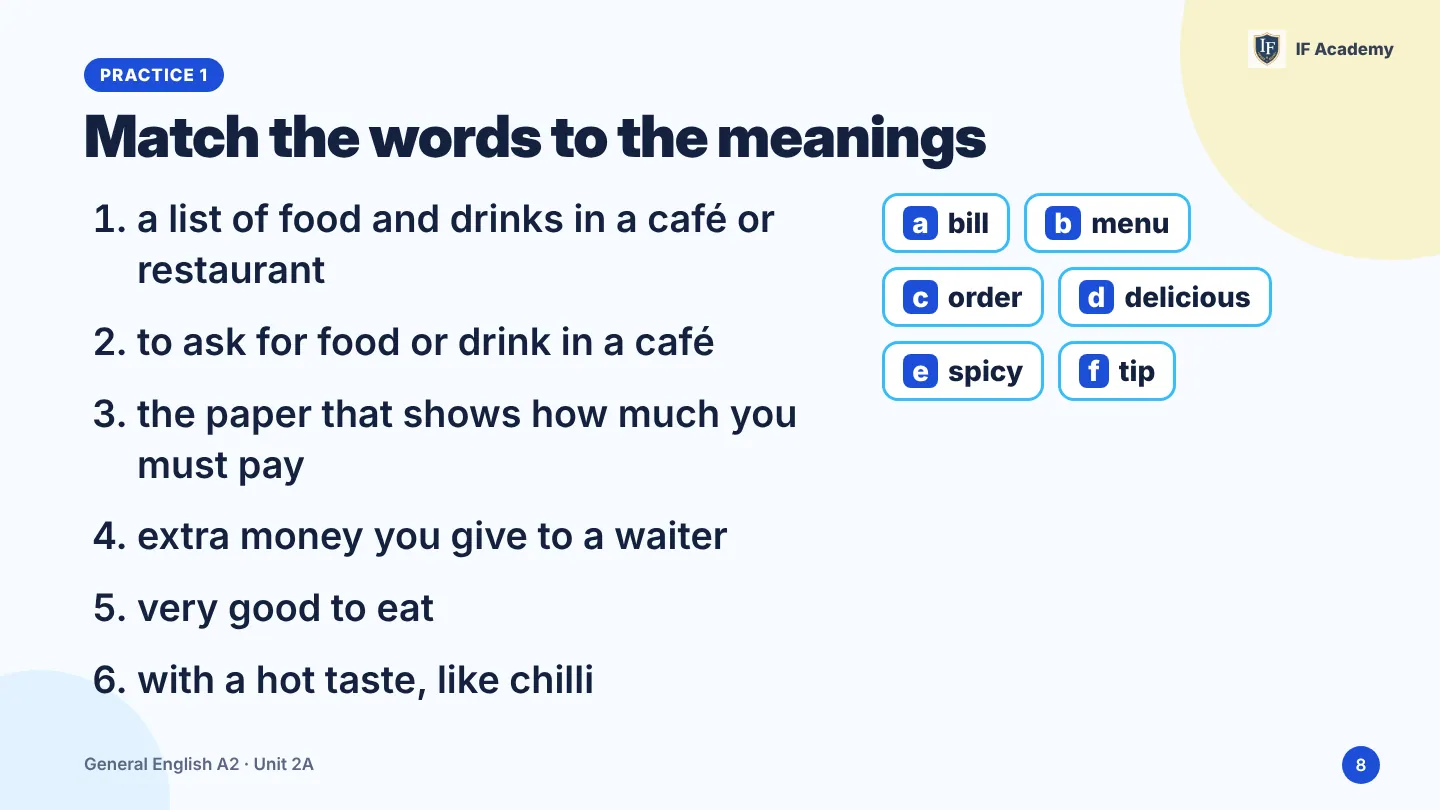 IF
IF Academy
PRACTICE 1
Match the words to the meanings
1. a list of food and drinks in a café or
restaurant
2. to ask for food or drink in a café
3. the paper that shows how much you
must pay
4. extra money you give to a waiter
5. very good to eat
6. with a hot taste, like chilli
a bill
b menu
c order
d delicious
e spicy
f tip
General English A2 · Unit 2A
8